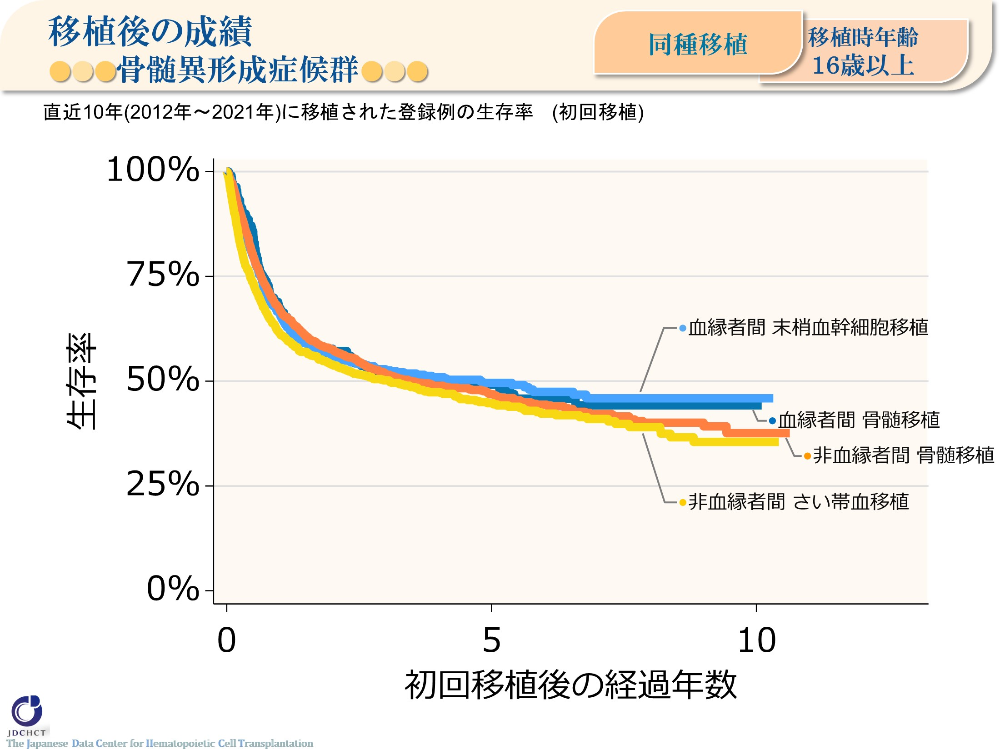 移植後の成績
骨髄異形成症候群
同種移植
移植時年齢
16歳以上
直近10年(2012年～2021年)に移植された登録例の生存率　(初回移植)
100%
75%
50%
25%
0%
生存率
血縁者間 末梢血幹細胞移植
血縁者間 骨髄移植
非血縁者間 骨髄移植
非血縁者間 さい帯血移植
0
5
10
初回移植後の経過年数
JDCHCT
The Japanese Data Center for Hematopoietic Cell Transplantation